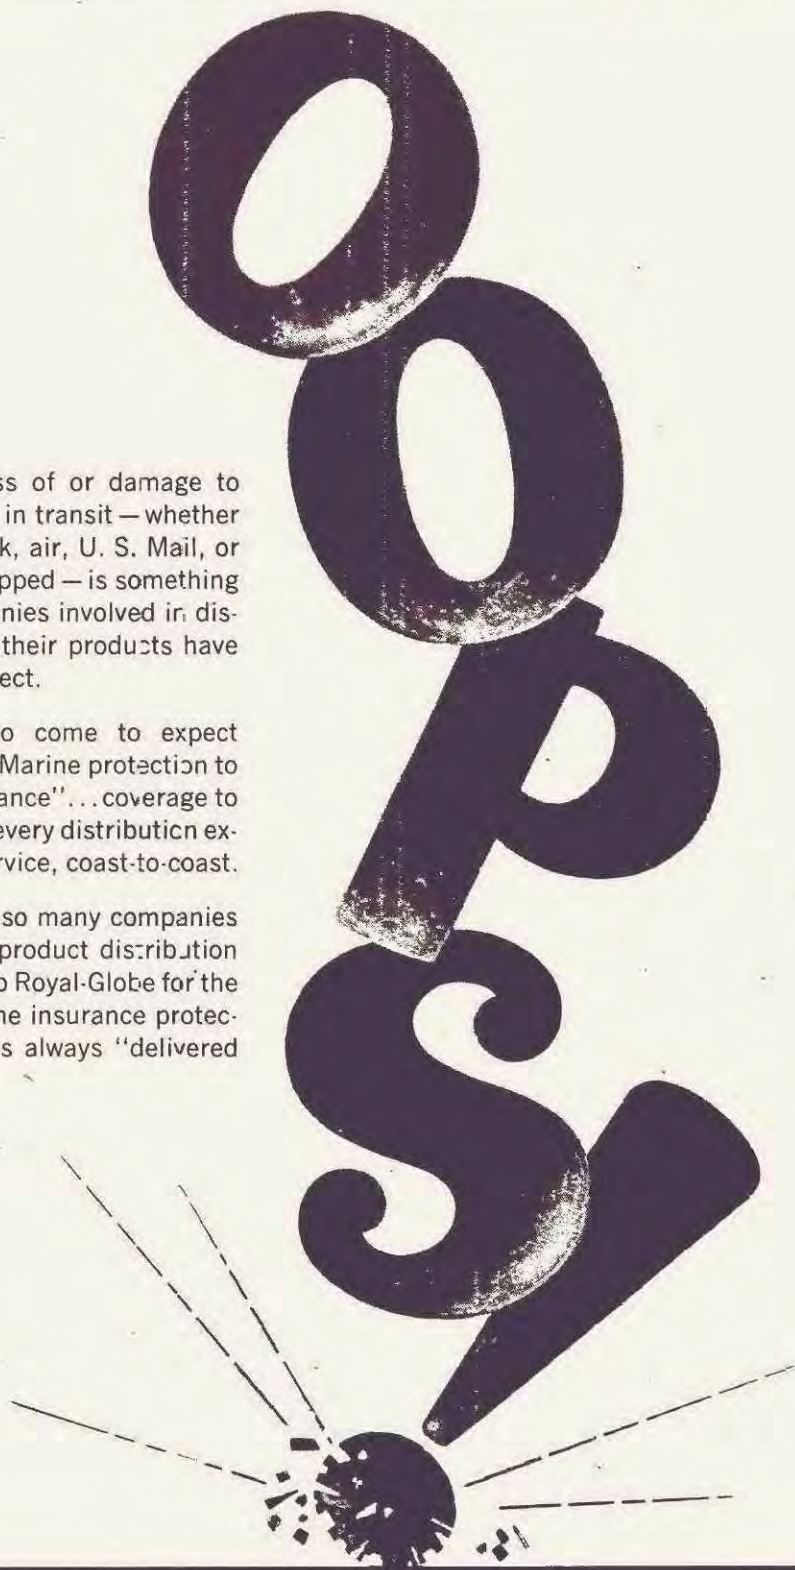 OOPS!
ss of or damage to
in transit — whether
k, air, U. S. Mail, or
pped — is something
nies involved in dis-
their products have
ect.
o come to expect
Marine protection to
ance"...coverage to
every distribution ex-
rvice, coast-to-coast.
so many companies
product distribution
o Royal-Globe for the
ne insurance protec-
s always "delivered